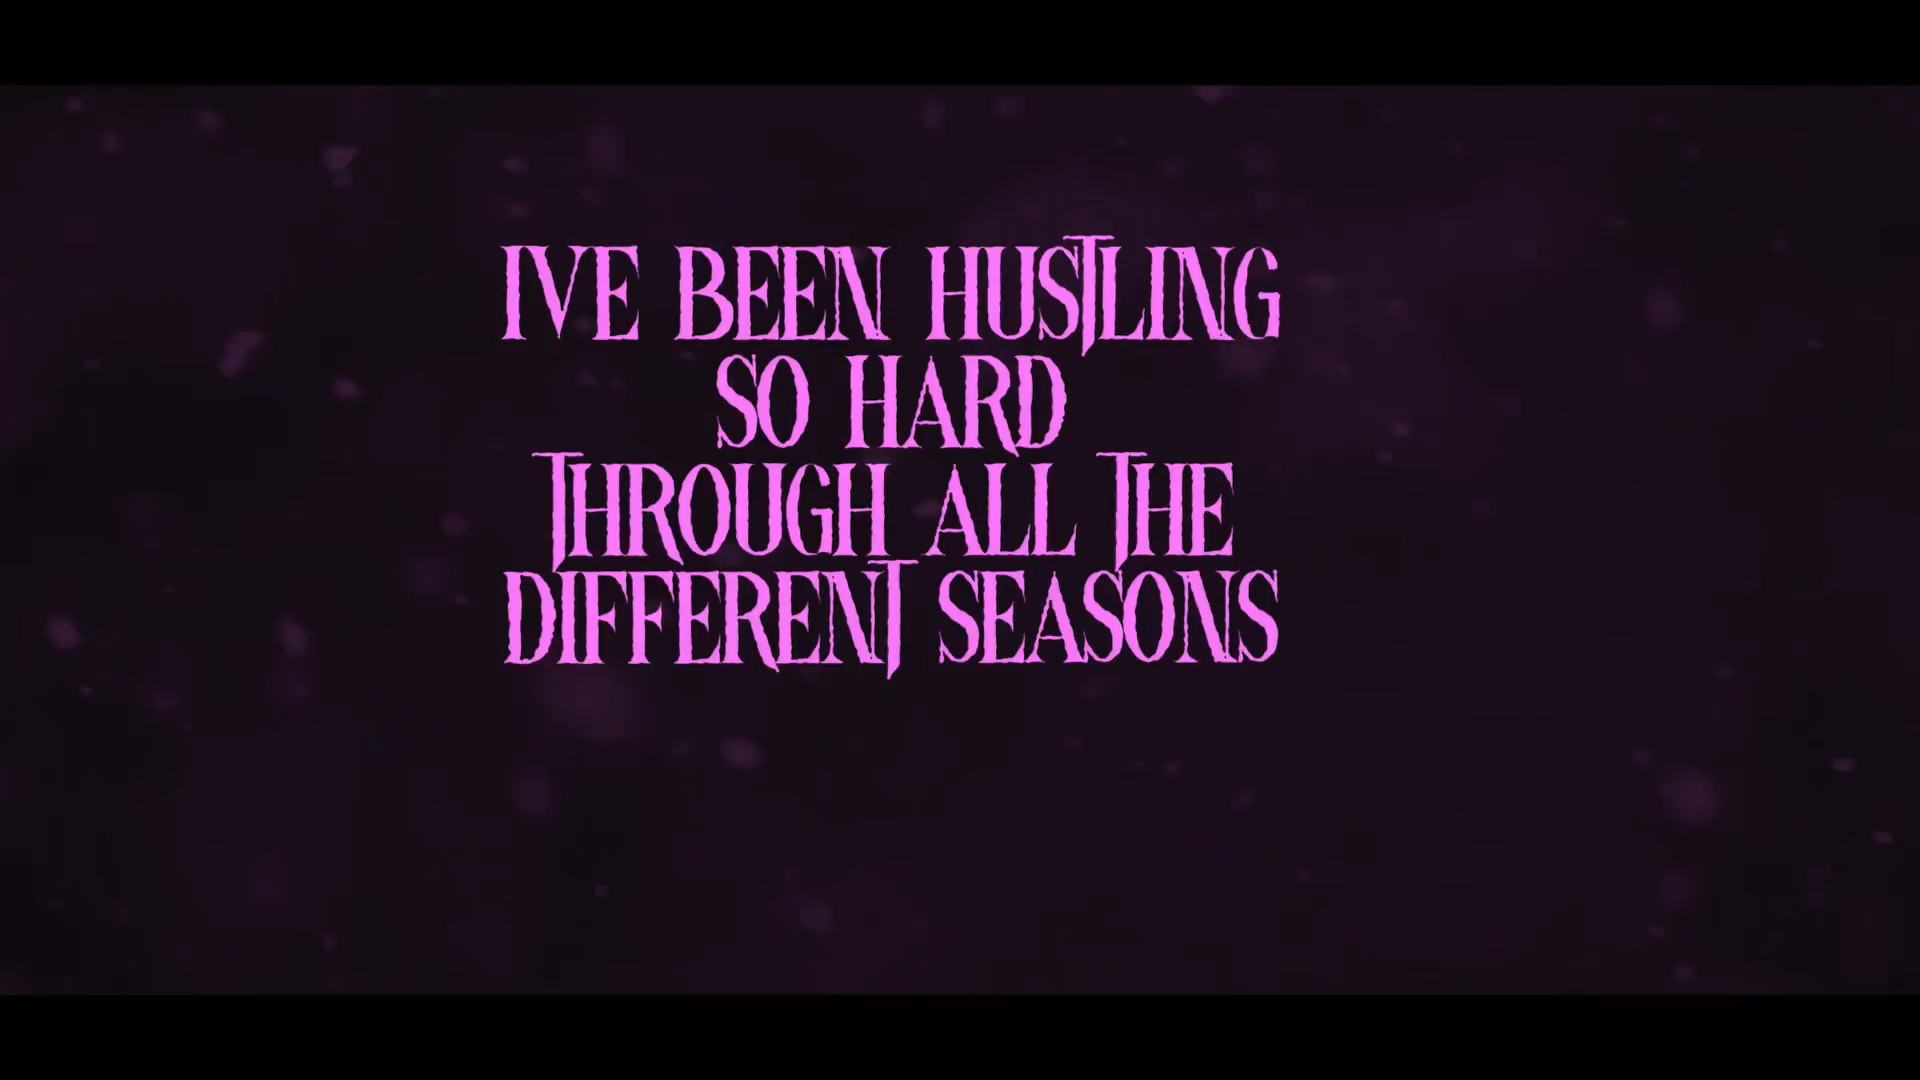 IVE BEEN HUSTLING
SO HARD
THROUGH ALL THE
DIFFERENT SEASONS